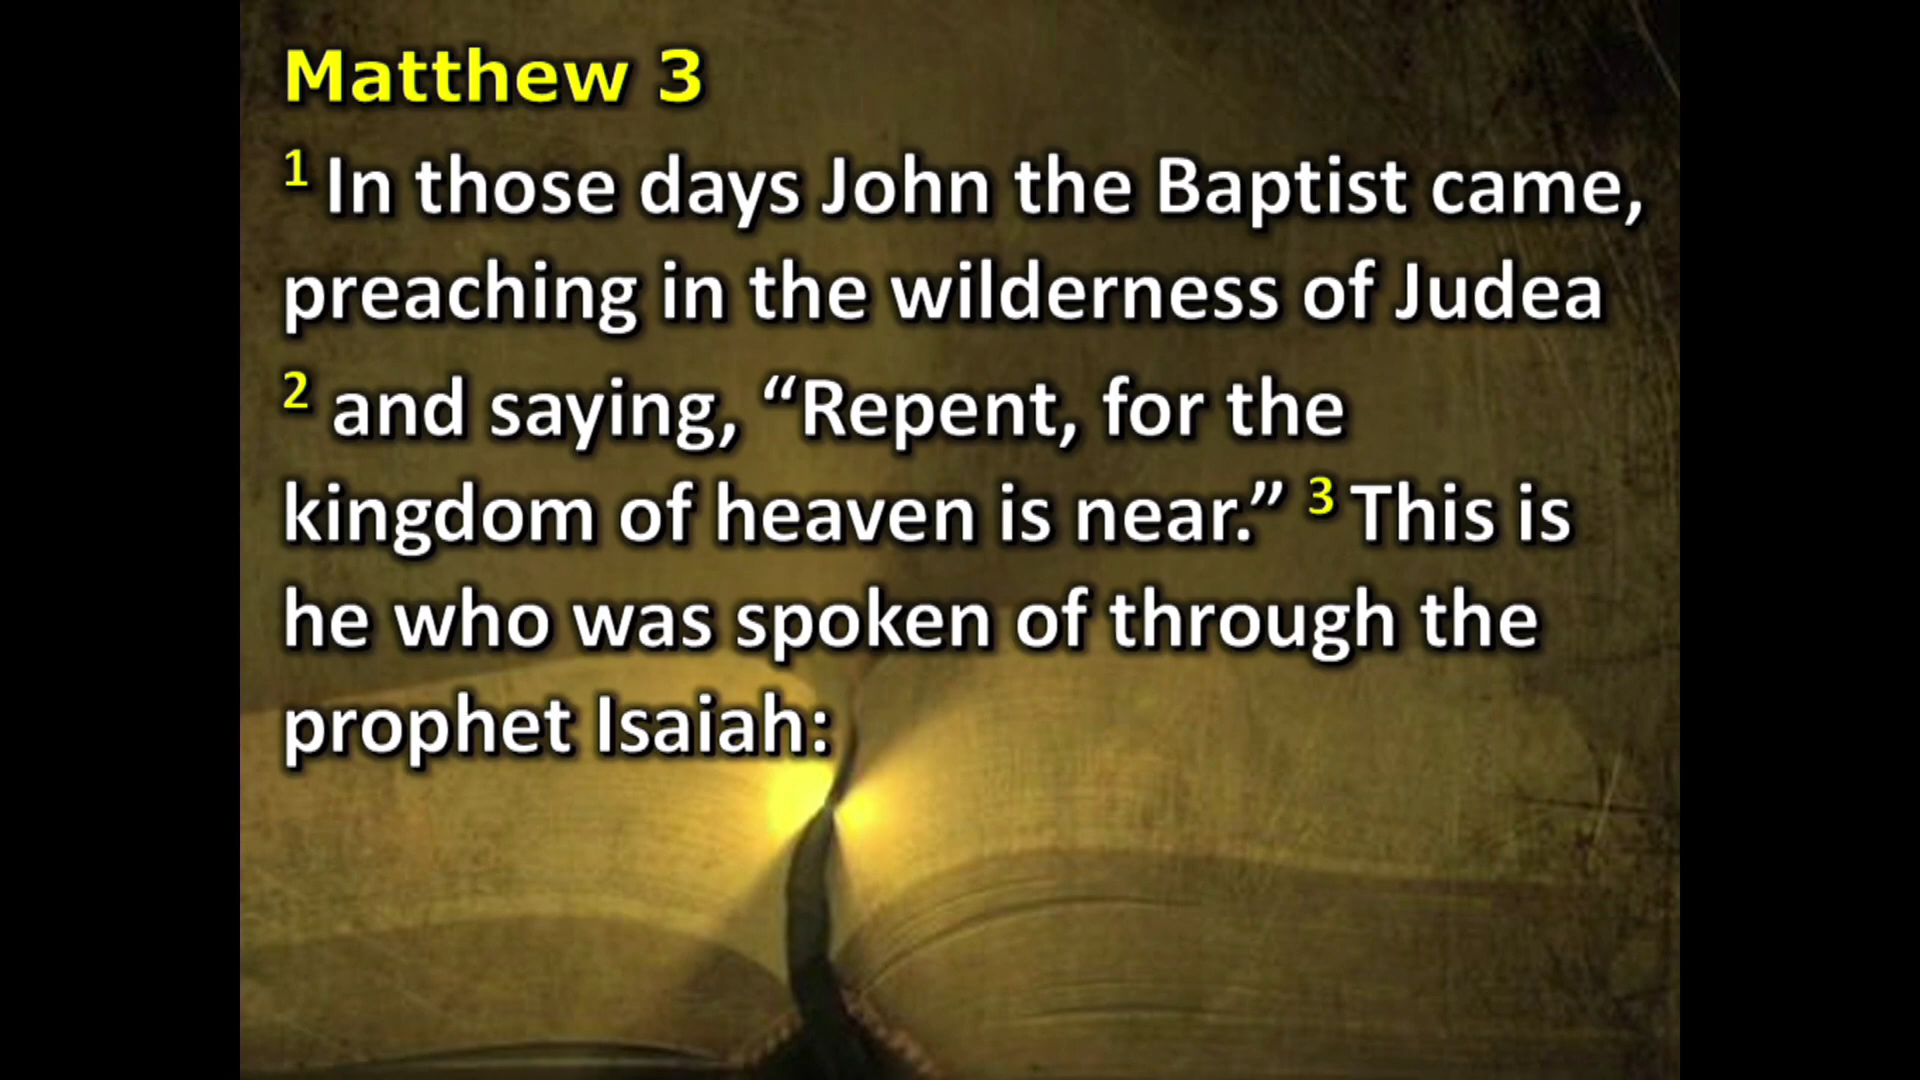 Matthew 3
1 In those days John the Baptist came,
preaching in the wilderness of Judea
2 and saying, “Repent, for the
kingdom of heaven is near.” 3 This is
he who was spoken of through the
prophet Isaiah: